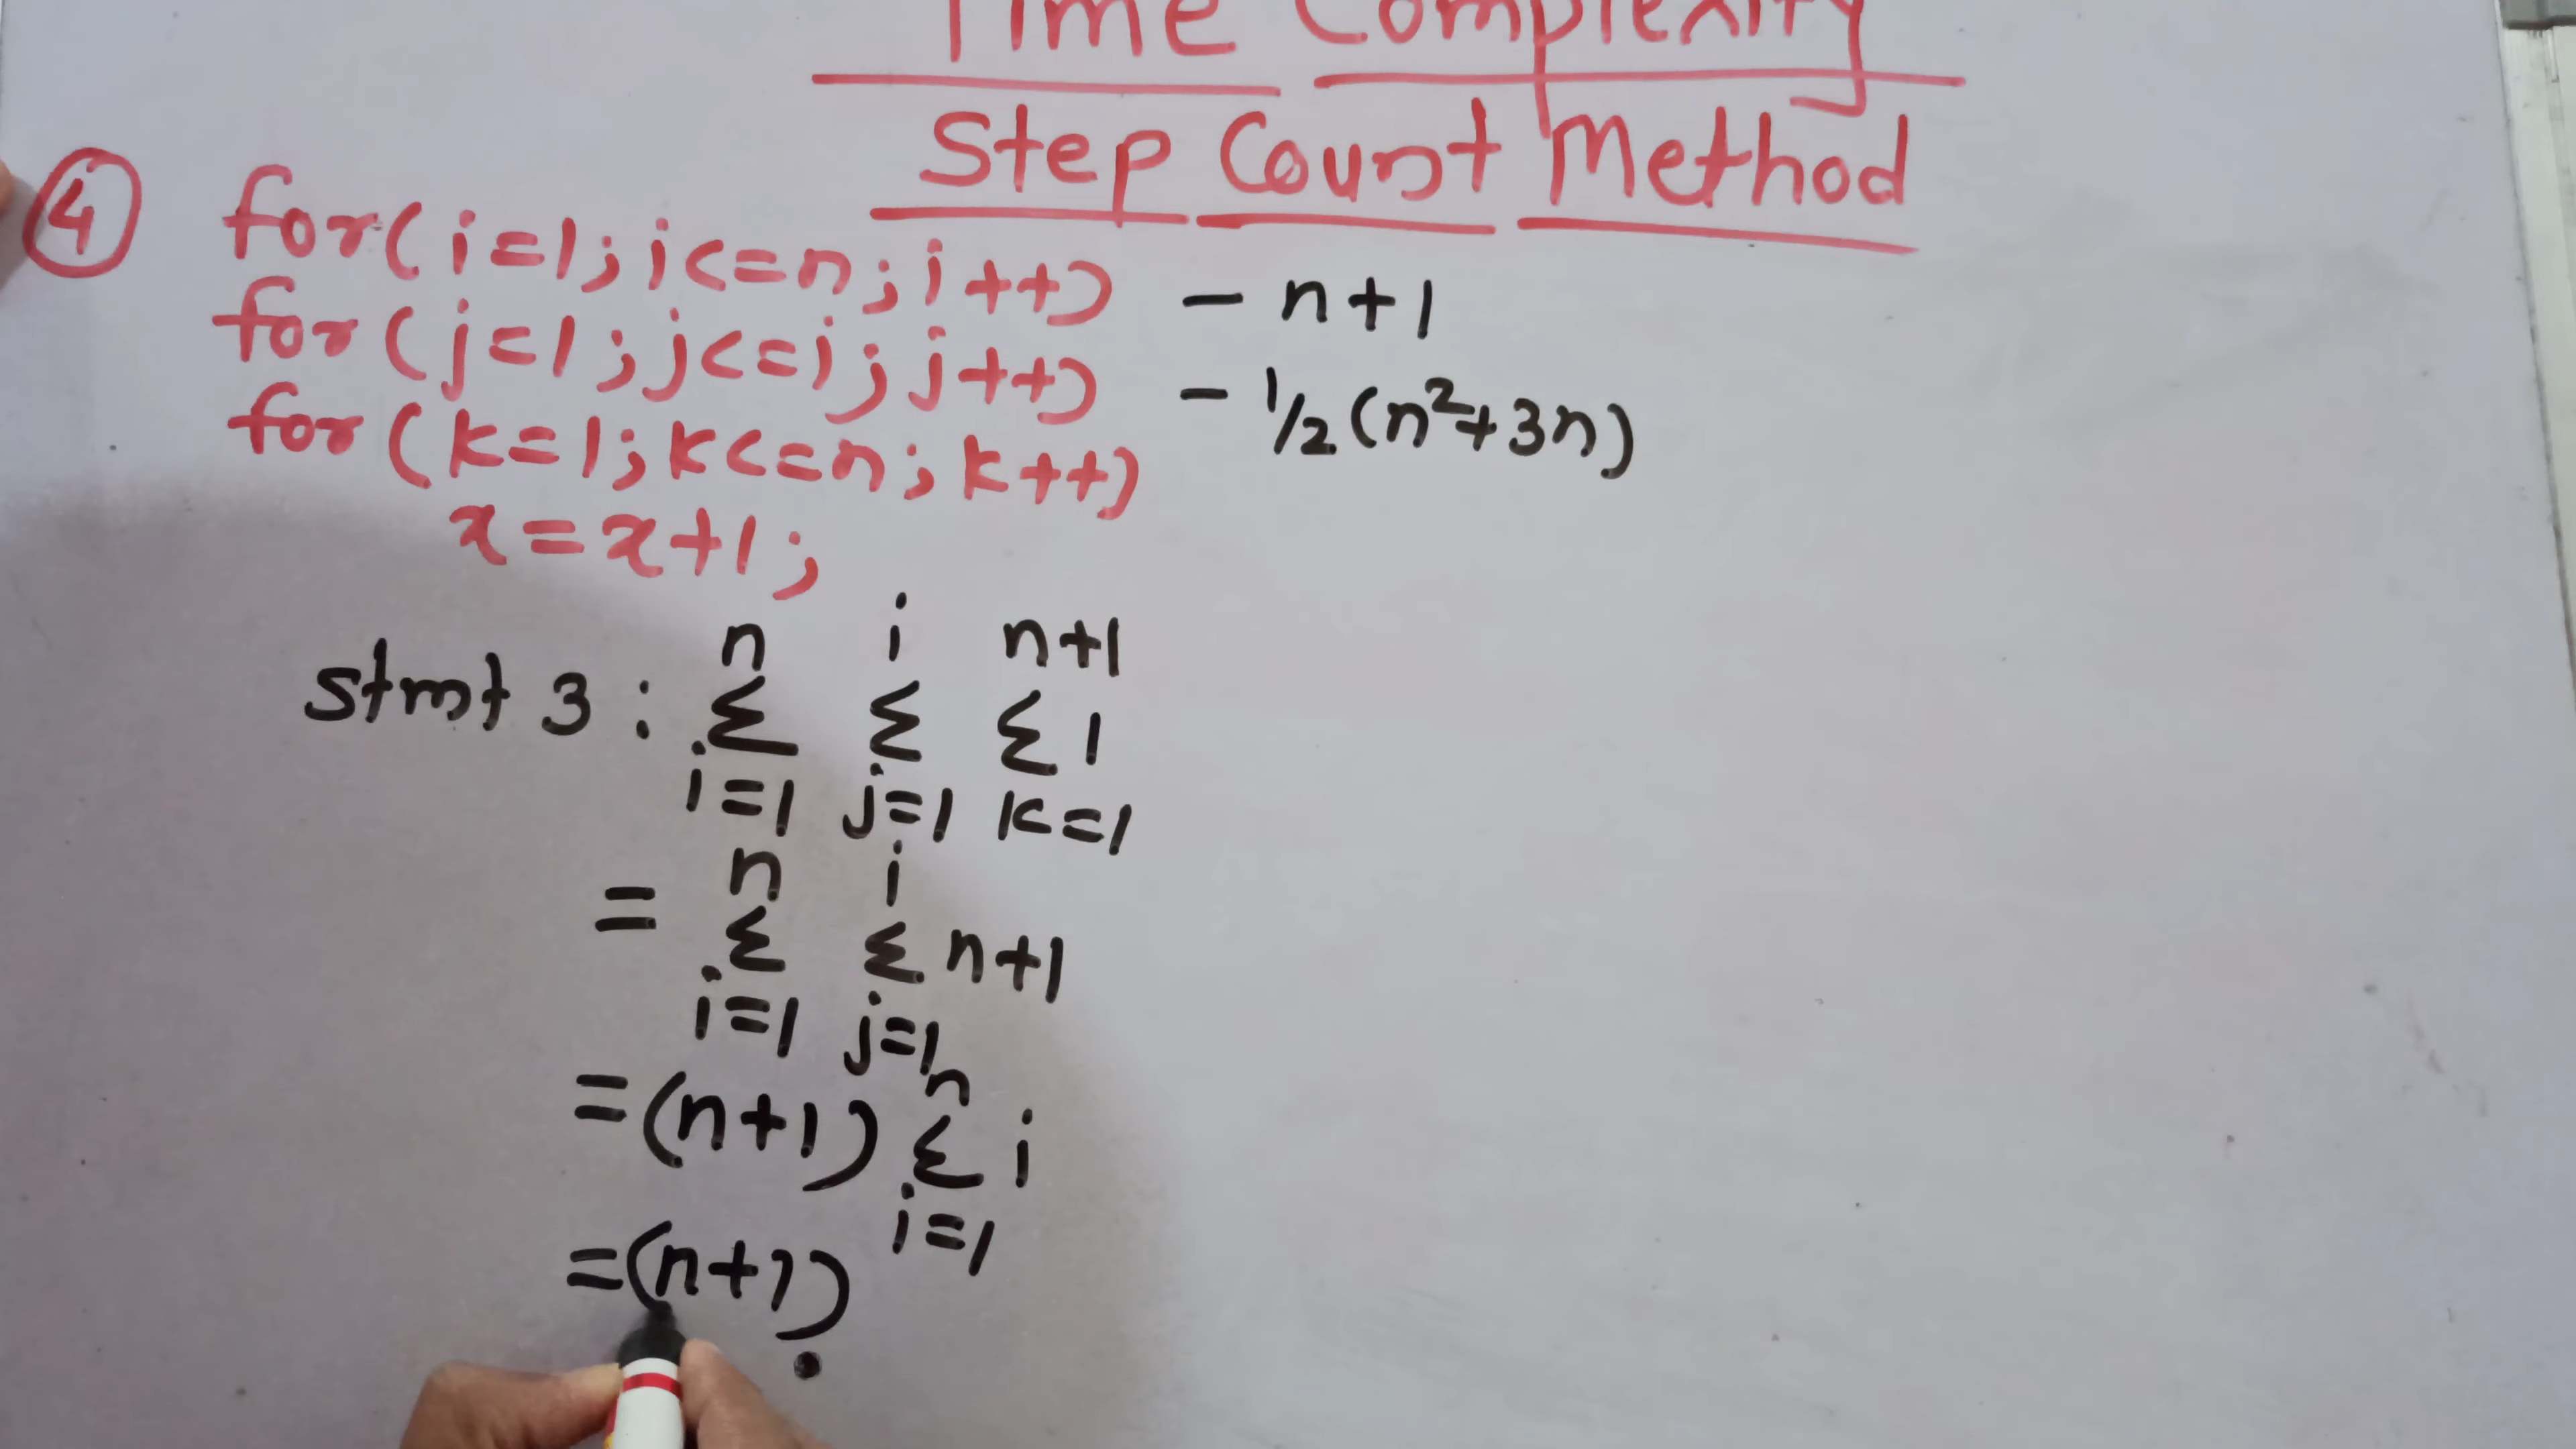 Time Complexity
Step Count Method
4 for(i=1;i<=n;i++) - n+1
for(j=1;j<=i;j++) - 1/2(n²+3n)
for(k=1;k<=n;k++)
x=x+1;
n i n+1
stmt 3: Σ Σ Σ1
i=1 j=1 k=1
n i
= Σ Σ n+1
i=1 j=1
n
=(n+1) Σ i
i=1
=(n+1)